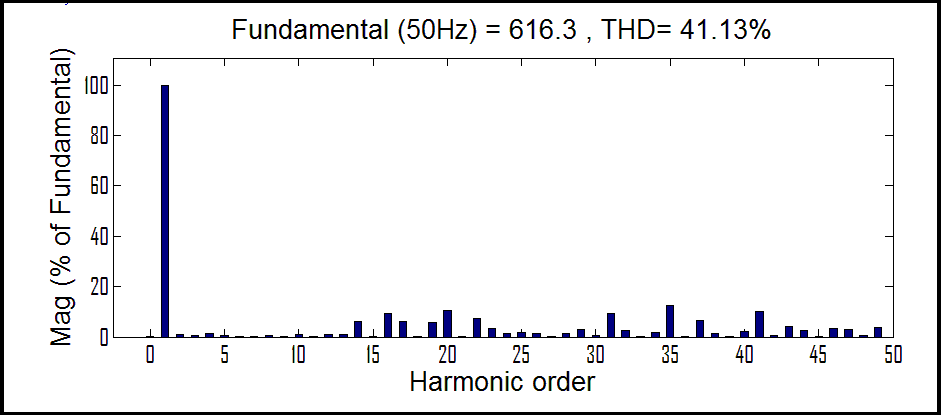 Fundamental (50Hz) = 616.3 , THD= 41.13%
Mag (% of Fundamental)
100
80
60
40
20
0
0 5 10 15 20 25 30 35 40 45 50
Harmonic order